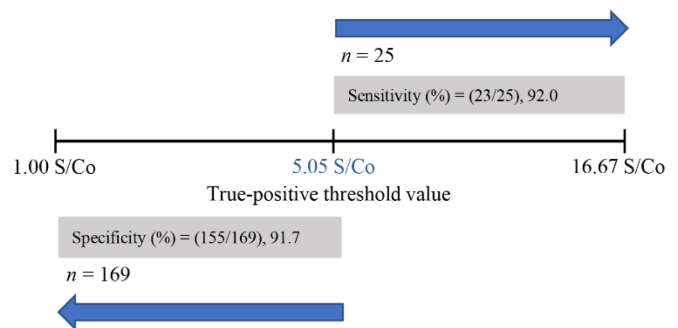 n = 25
Sensitivity (%) = (23/25), 92.0
1.00 S/Co 5.05 S/Co 16.67 S/Co
True-positive threshold value
Specificity (%) = (155/169), 91.7
n = 169